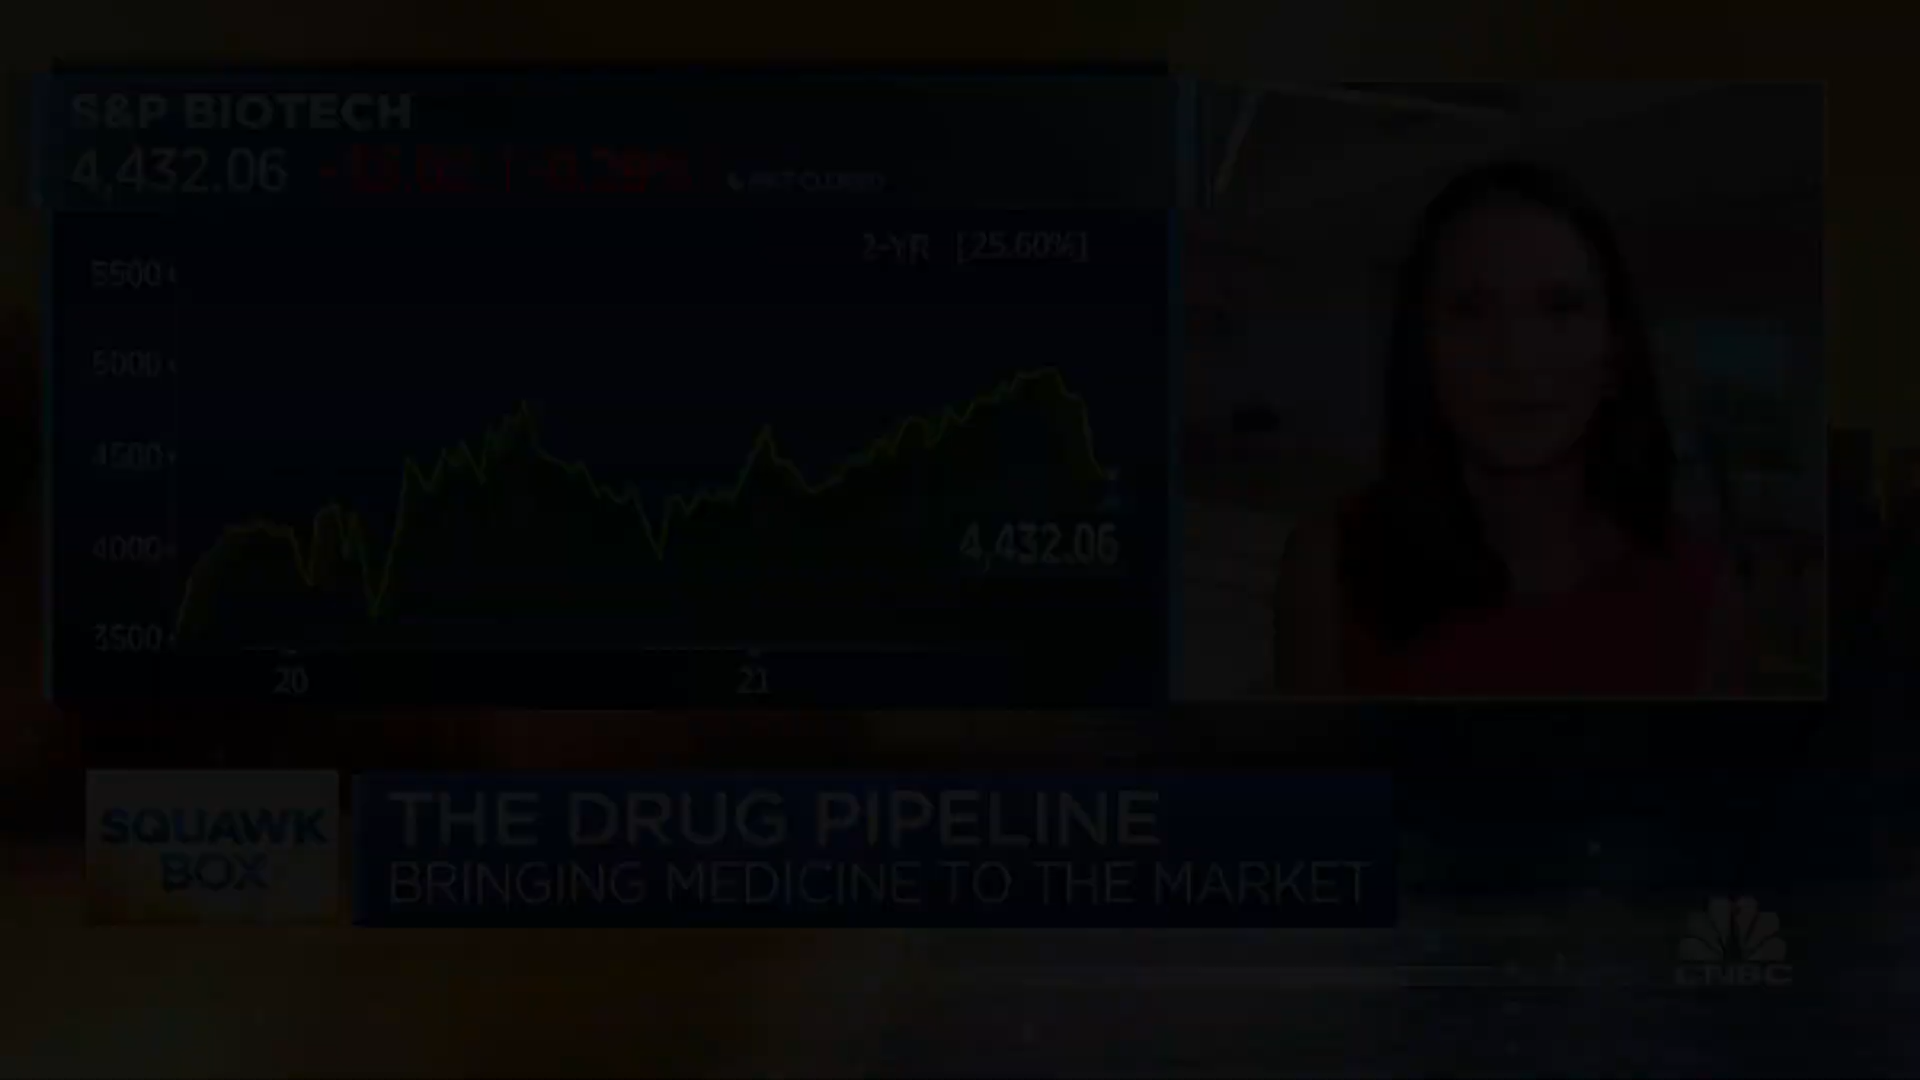 S&P BIOTECH
4,432.06
2-YR [25.60%]
5500
5000
4500
4000
3500
4,432.06
20 21
SQUAWK
BOX
THE DRUG PIPELINE
BRINGING MEDICINE TO THE MARKET
CNBC